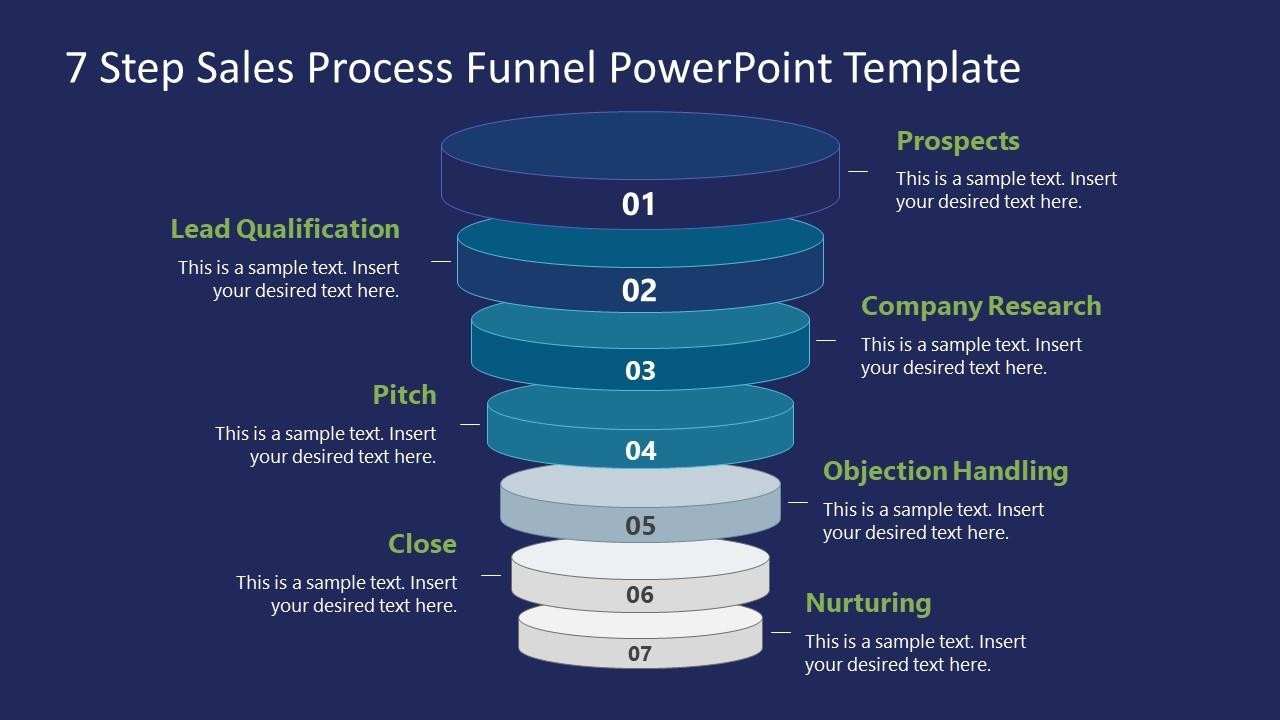 7 Step Sales Process Funnel PowerPoint Template
01
Prospects
This is a sample text. Insert
your desired text here.
02
Lead Qualification
This is a sample text. Insert
your desired text here.
03
Company Research
This is a sample text. Insert
your desired text here.
04
Pitch
This is a sample text. Insert
your desired text here.
05
Objection Handling
This is a sample text. Insert
your desired text here.
06
Close
This is a sample text. Insert
your desired text here.
07
Nurturing
This is a sample text. Insert
your desired text here.